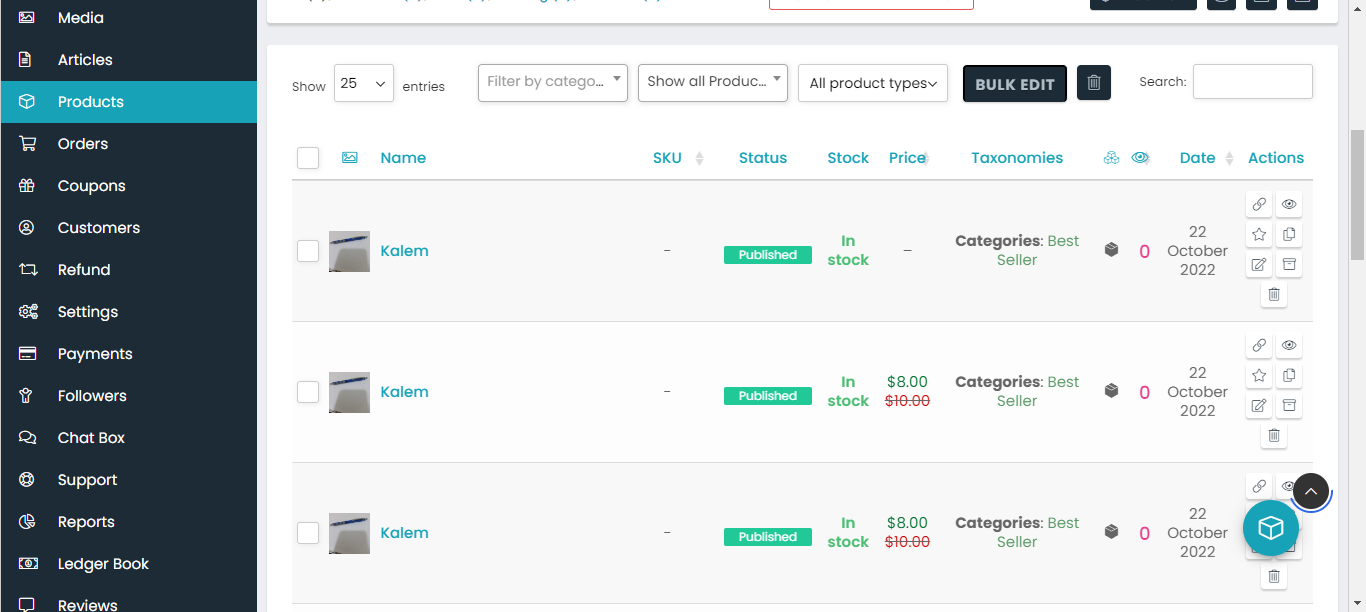 Media
Articles
Products
Orders
Coupons
Customers
Refund
Settings
Payments
Followers
Chat Box
Support
Reports
Ledger Book
Reviews
Show 25 entries
Filter by catego...
Show all Produc...
All product types
BULK EDIT
Search:
Name SKU Status Stock Price Taxonomies Date Actions
Kalem – Published In stock – Categories: Best Seller 0 22 October 2022
Kalem – Published In stock $8.00 $10.00 Categories: Best Seller 0 22 October 2022
Kalem – Published In stock $8.00 $10.00 Categories: Best Seller 0 22 October 2022